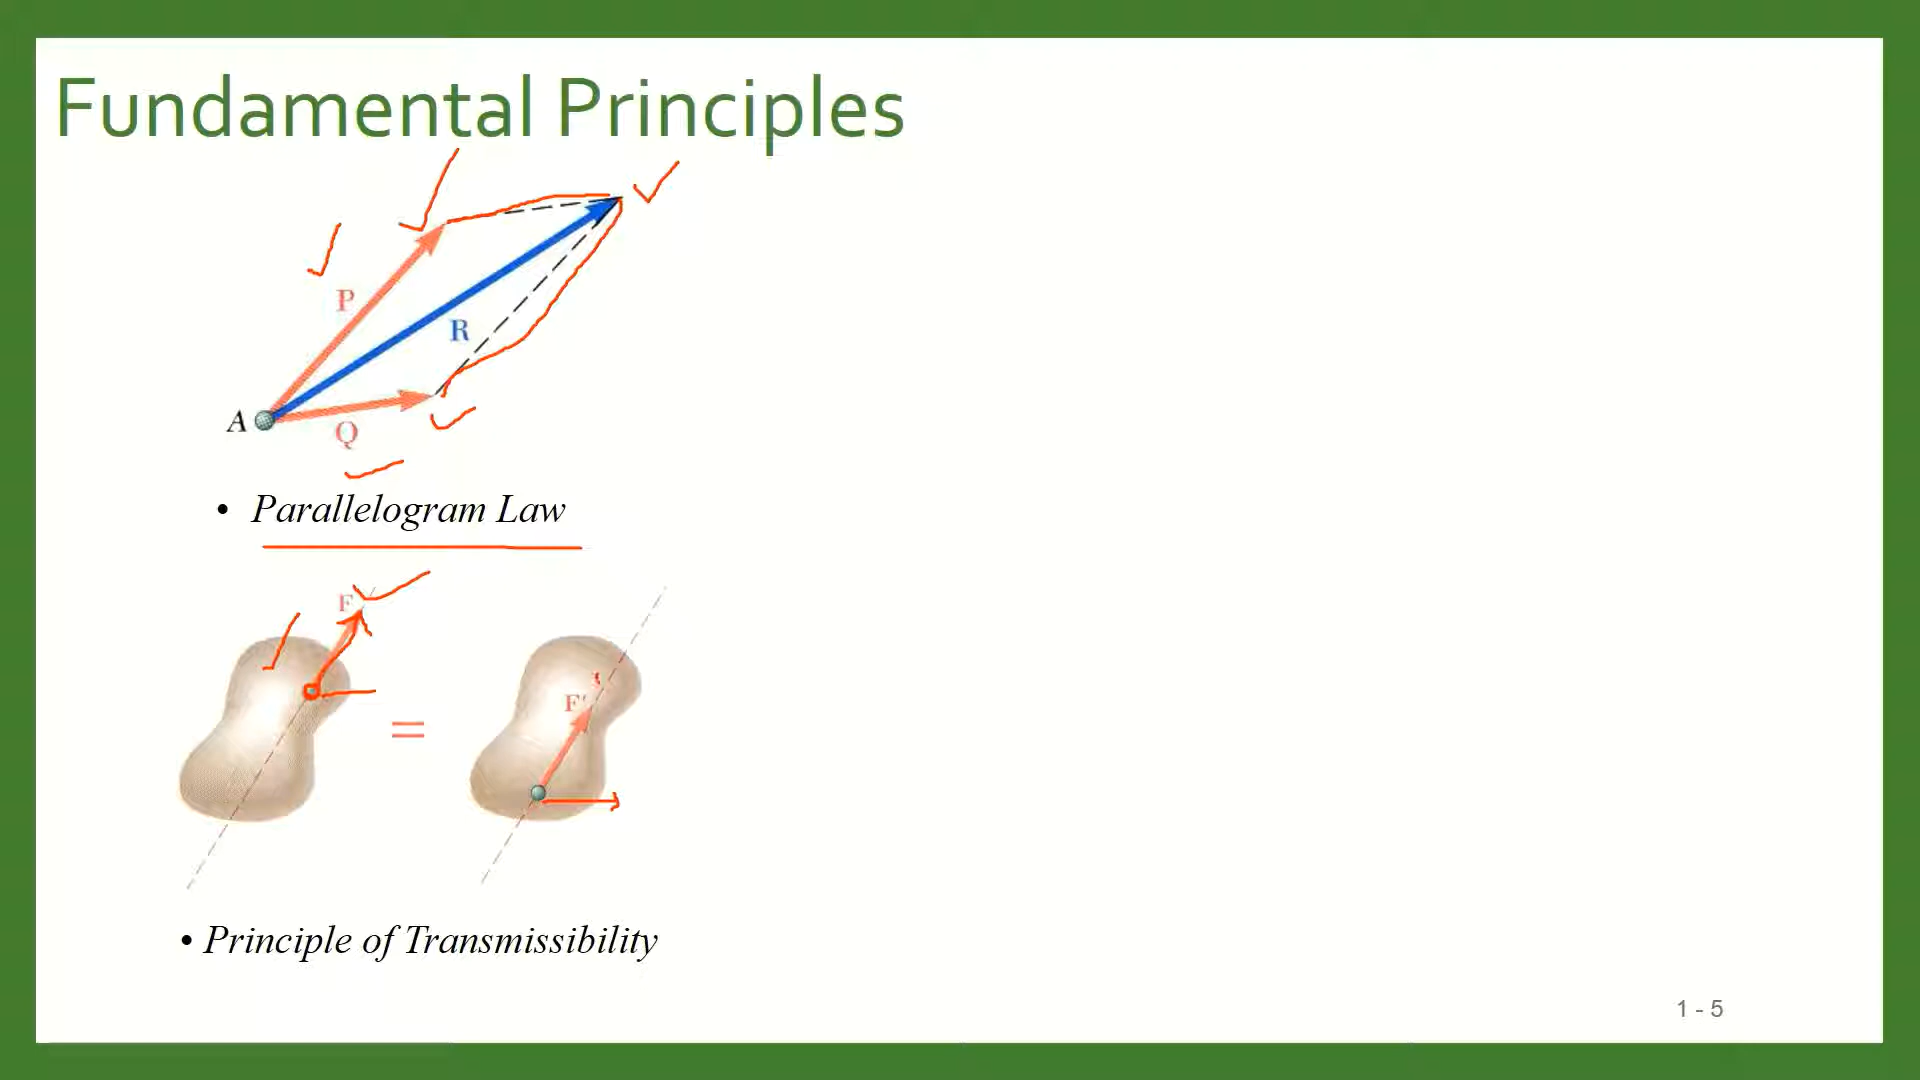 Fundamental Principles
P
R
A
Q
• Parallelogram Law
F
F'
=
• Principle of Transmissibility
1 - 5